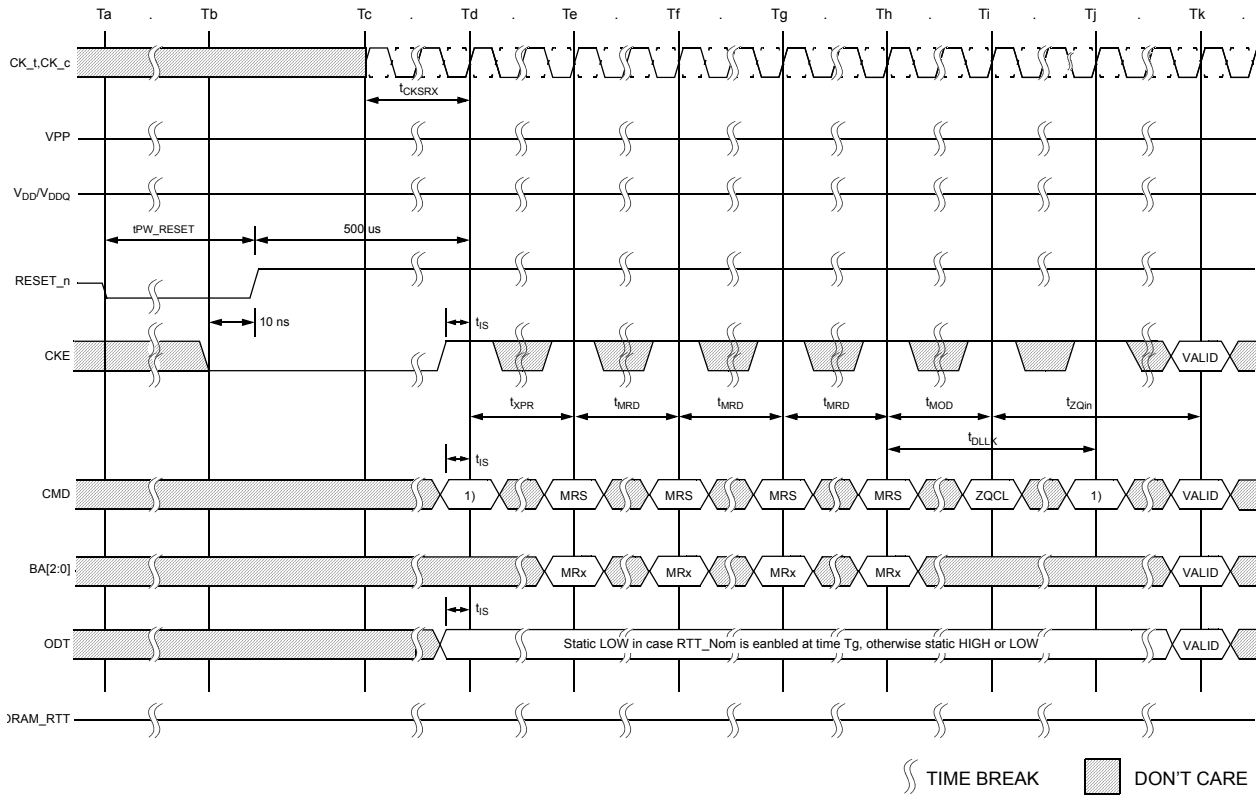 Ta . Tb Tc . Td . Te . Tf . Tg . Th . Ti . Tj . Tk .
CK_t,CK_c
tCKSRX
VPP
VDD/VDDQ
tPW_RESET 500 us
RESET_n
10 ns tIS
CKE VALID
tXPR tMRD tMRD tMRD tMOD tZQin
tDLLK
tIS
CMD 1) MRS MRS MRS MRS ZQCL 1) VALID
BA[2:0] MRx MRx MRx MRx VALID
tIS
ODT Static LOW in case RTT_Nom is eanbled at time Tg, otherwise static HIGH or LOW VALID
RAM_RTT
TIME BREAK DON'T CARE